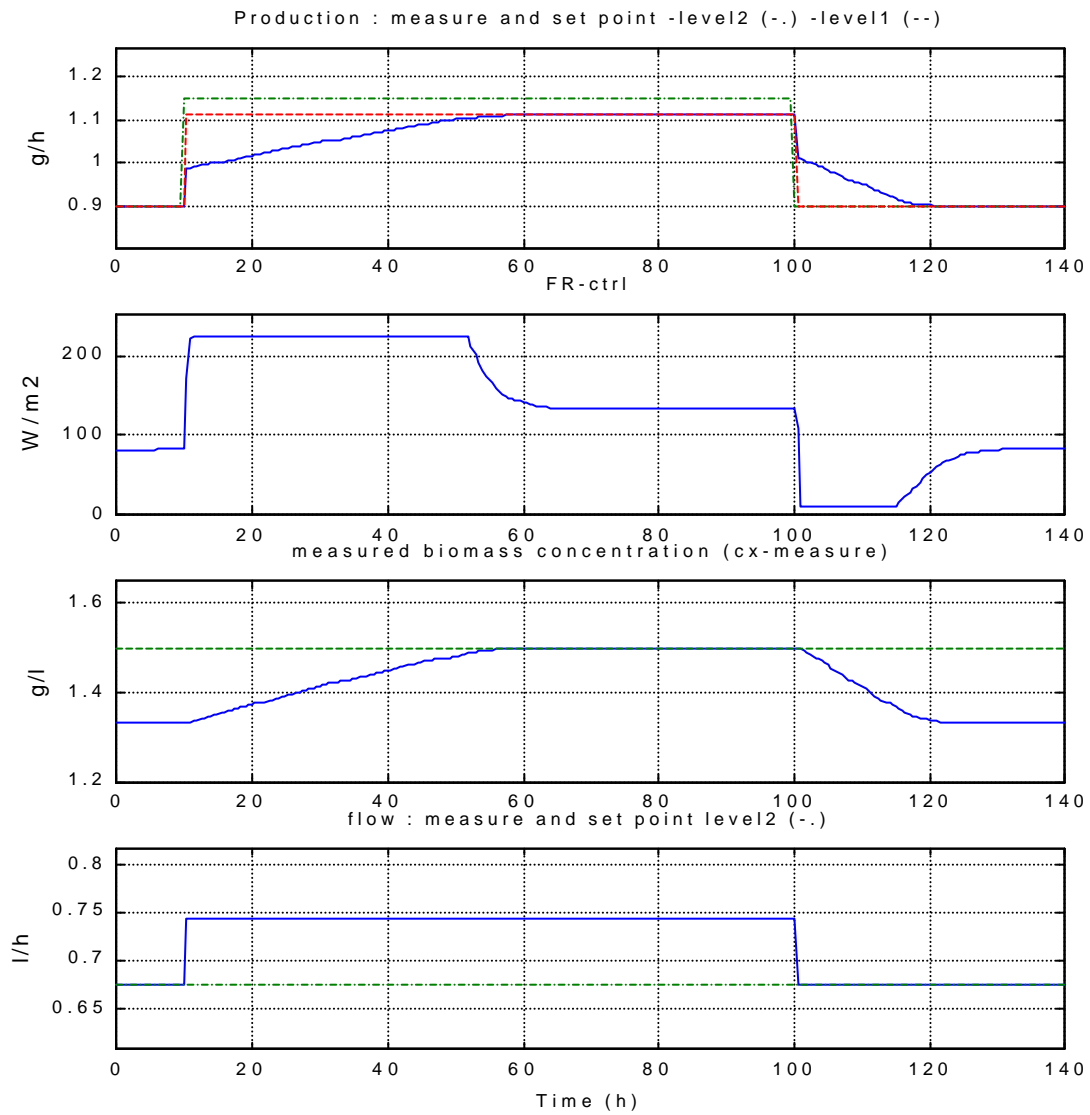 Production : measure and set point -level2 (-.) -level1 (--)
1.2
1.1
1
0.9
g/h
0 20 40 60 80 100 120 140
FR-ctrl
200
100
0
W/m2
0 20 40 60 80 100 120 140
measured biomass concentration (cx-measure)
1.6
1.4
1.2
g/l
0 20 40 60 80 100 120 140
flow : measure and set point level2 (-.)
0.8
0.75
0.7
0.65
l/h
0 20 40 60 80 100 120 140
Time (h)